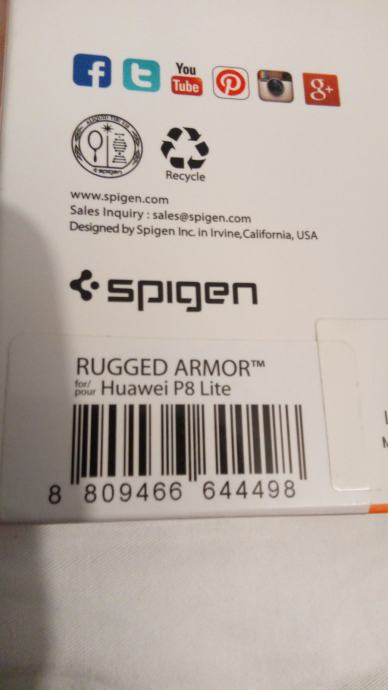 You
Tube
g+
Recycle
www.spigen.com
Sales Inquiry : sales@spigen.com
Designed by Spigen Inc. in Irvine, California, USA
spigen
RUGGED ARMOR™
for/
pour Huawei P8 Lite
8 809466 644498